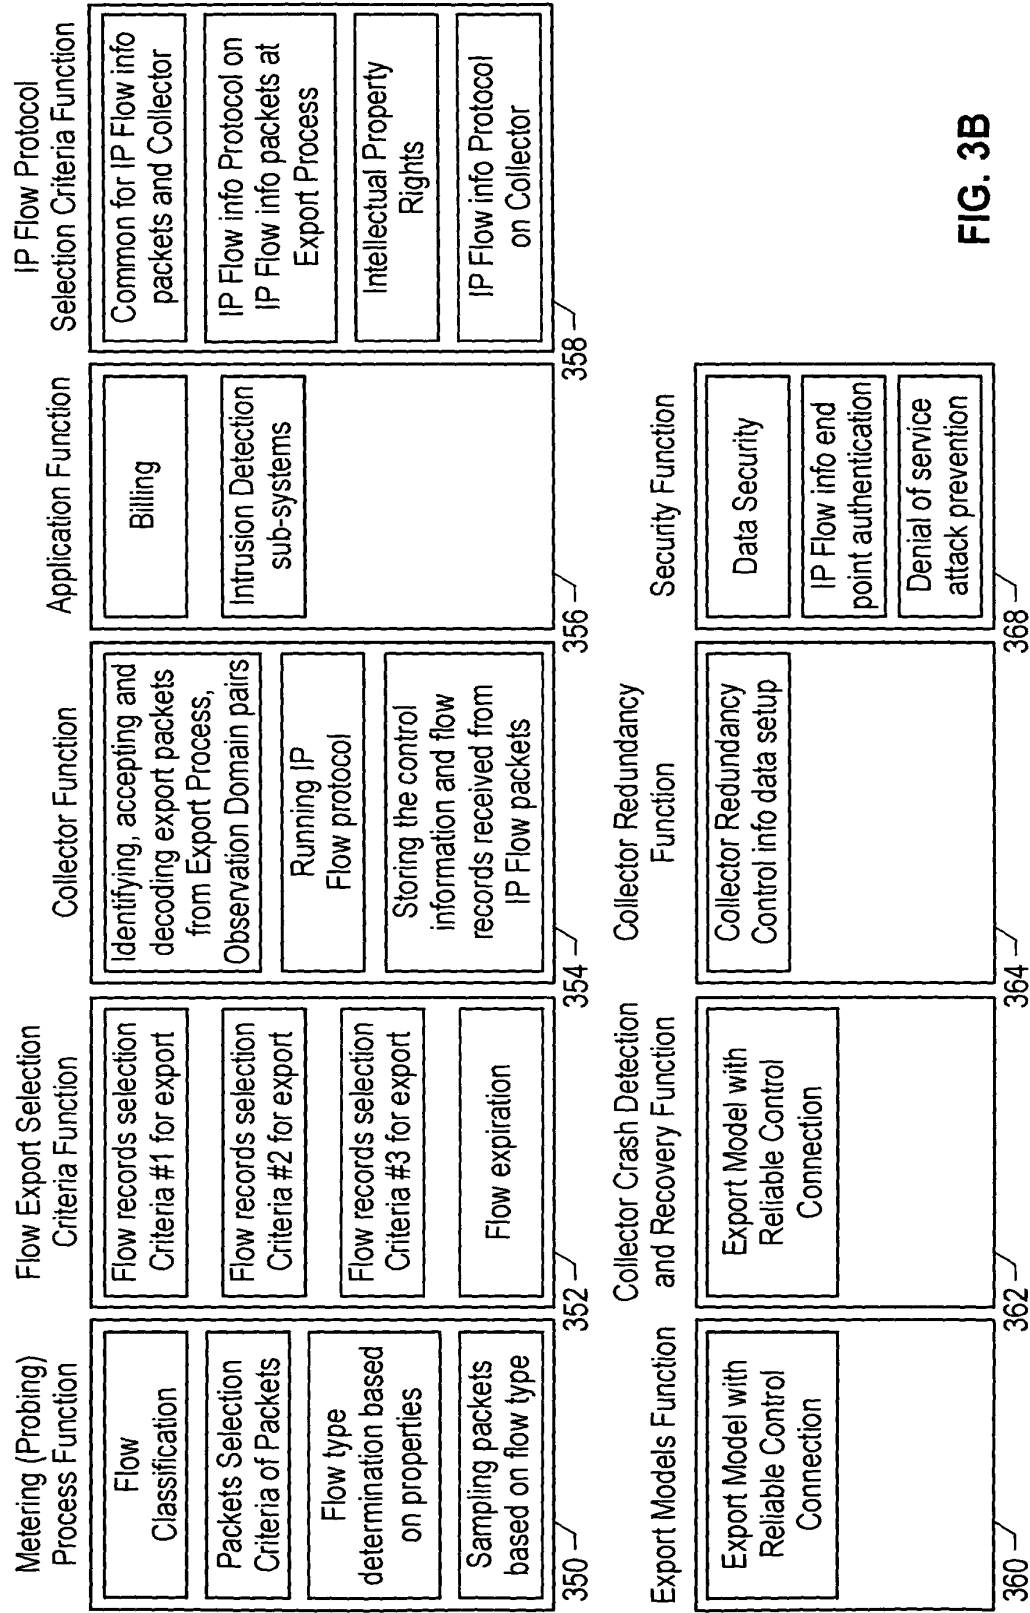 Metering (Probing)
Process Function
Flow
Classification
Packets Selection
Criteria of Packets
Flow type
determination based
on properties
Sampling packets
based on flow type
350
Flow Export Selection
Criteria Function
Flow records selection
Criteria #1 for export
Flow records selection
Criteria #2 for export
Flow records selection
Criteria #3 for export
Flow expiration
352
Collector Function
Identifying, accepting and
decoding export packets
from Export Process,
Observation Domain pairs
Running IP
Flow protocol
Storing the control
information and flow
records received from
IP Flow packets
354
Application Function
Billing
Intrusion Detection
sub-systems
356
IP Flow Protocol
Selection Criteria Function
Common for IP Flow info
packets and Collector
IP Flow info Protocol on
IP Flow info packets at
Export Process
Intellectual Property
Rights
IP Flow info Protocol
on Collector
358
Export Models Function
Export Model with
Reliable Control
Connection
360
Collector Crash Detection
and Recovery Function
Export Model with
Reliable Control
Connection
362
Collector Redundancy
Function
Collector Redundancy
Control info data setup
364
Security Function
Data Security
IP Flow info end
point authentication
Denial of service
attack prevention
368
FIG. 3B